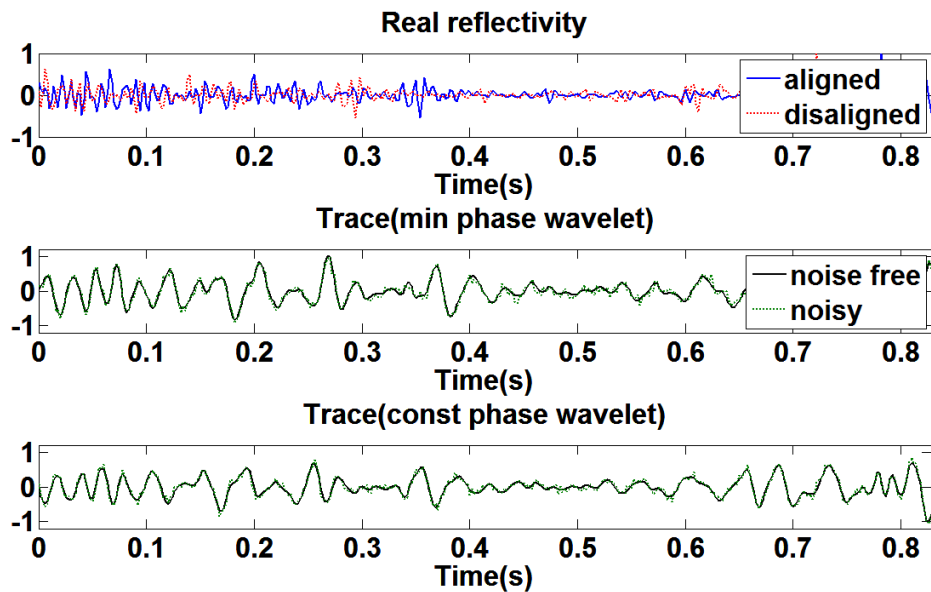 Real reflectivity
1
0
-1
aligned
disaligned
0 0.1 0.2 0.3 0.4 0.5 0.6 0.7 0.8
Time(s)
Trace(min phase wavelet)
1
0
-1
noise free
noisy
0 0.1 0.2 0.3 0.4 0.5 0.6 0.7 0.8
Time(s)
Trace(const phase wavelet)
1
0
-1
0 0.1 0.2 0.3 0.4 0.5 0.6 0.7 0.8
Time(s)